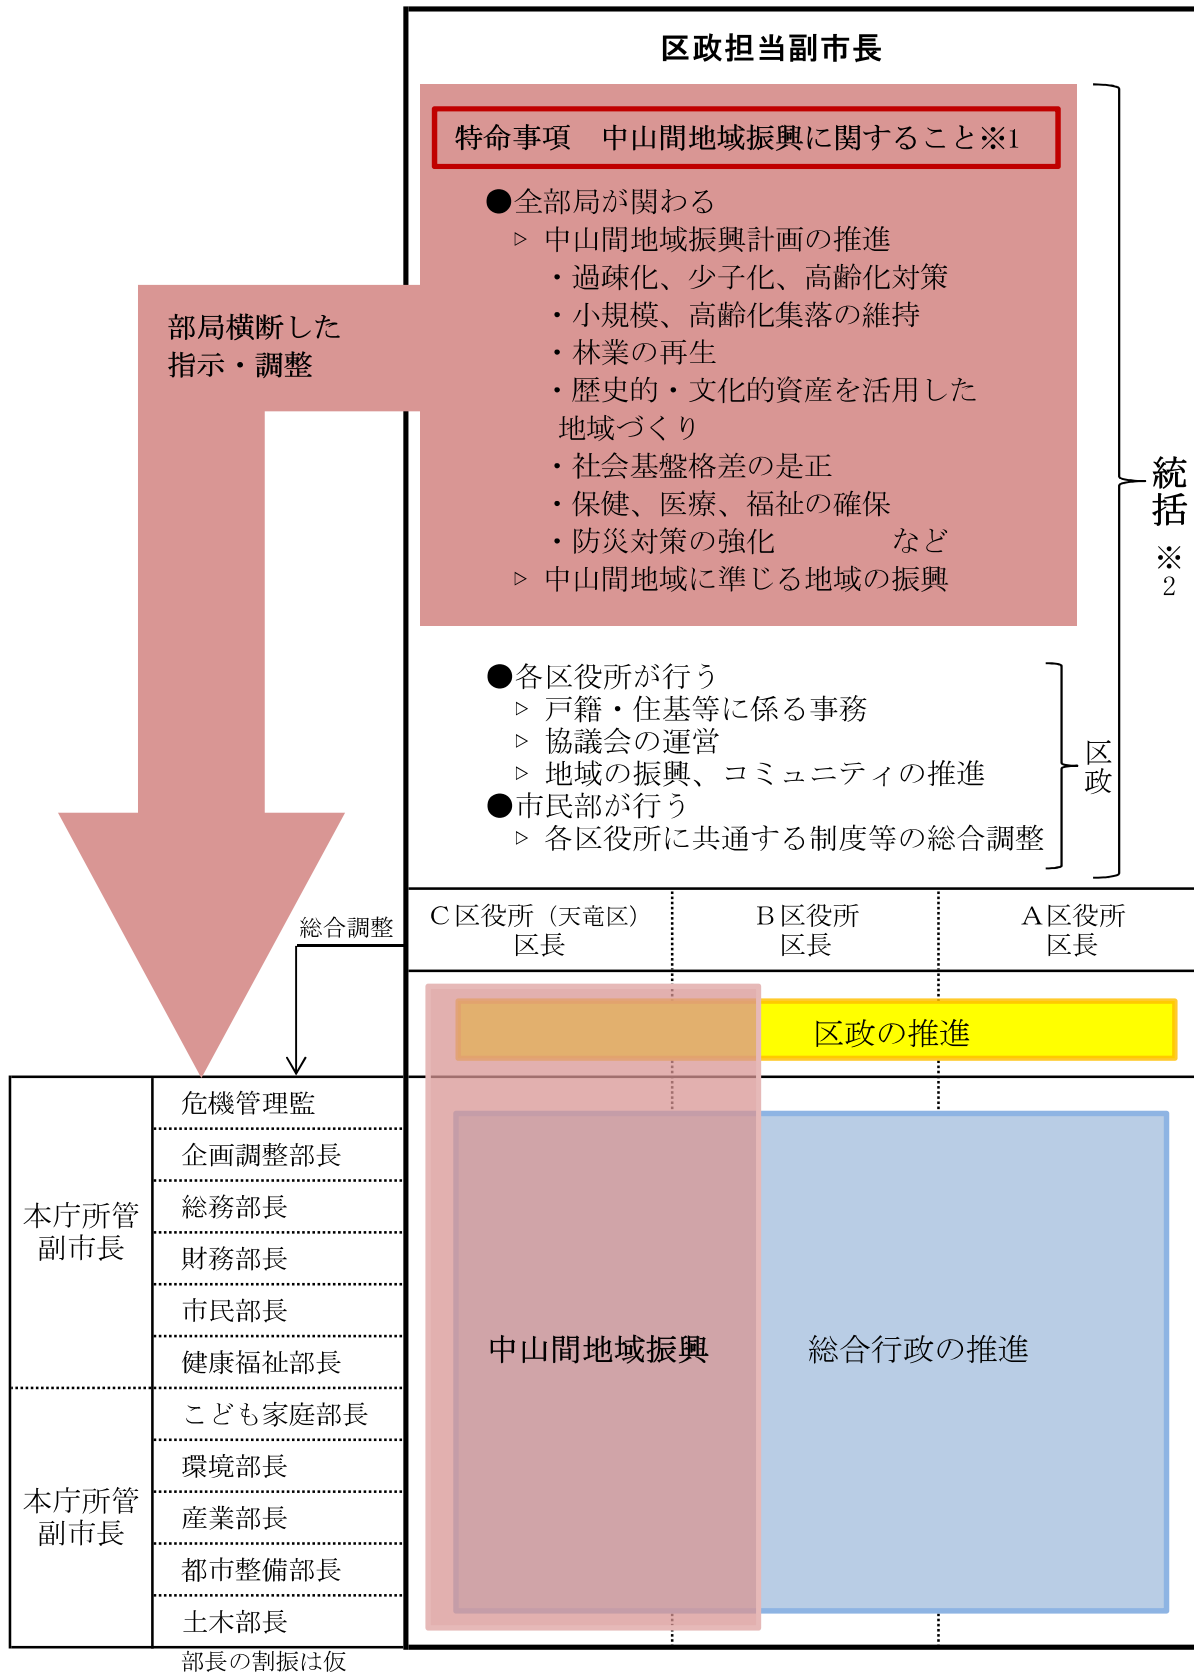 区政担当副市長
特命事項　中山間地域振興に関すること※1
●全部局が関わる
▷ 中山間地域振興計画の推進
・過疎化、少子化、高齢化対策
・小規模、高齢化集落の維持
・林業の再生
・歴史的・文化的資産を活用した
地域づくり
・社会基盤格差の是正
・保健、医療、福祉の確保
・防災対策の強化　　　　など
▷ 中山間地域に準じる地域の振興
部局横断した
指示・調整
統括
※2
●各区役所が行う
▷ 戸籍・住基等に係る事務
▷ 協議会の運営
▷ 地域の振興、コミュニティの推進
●市民部が行う
▷ 各区役所に共通する制度等の総合調整
区政
総合調整
C区役所（天竜区）
区長
B区役所
区長
A区役所
区長
区政の推進
本庁所管
副市長
危機管理監
企画調整部長
総務部長
財務部長
市民部長
健康福祉部長
本庁所管
副市長
こども家庭部長
環境部長
産業部長
都市整備部長
土木部長
中山間地域振興
総合行政の推進
部長の割振は仮